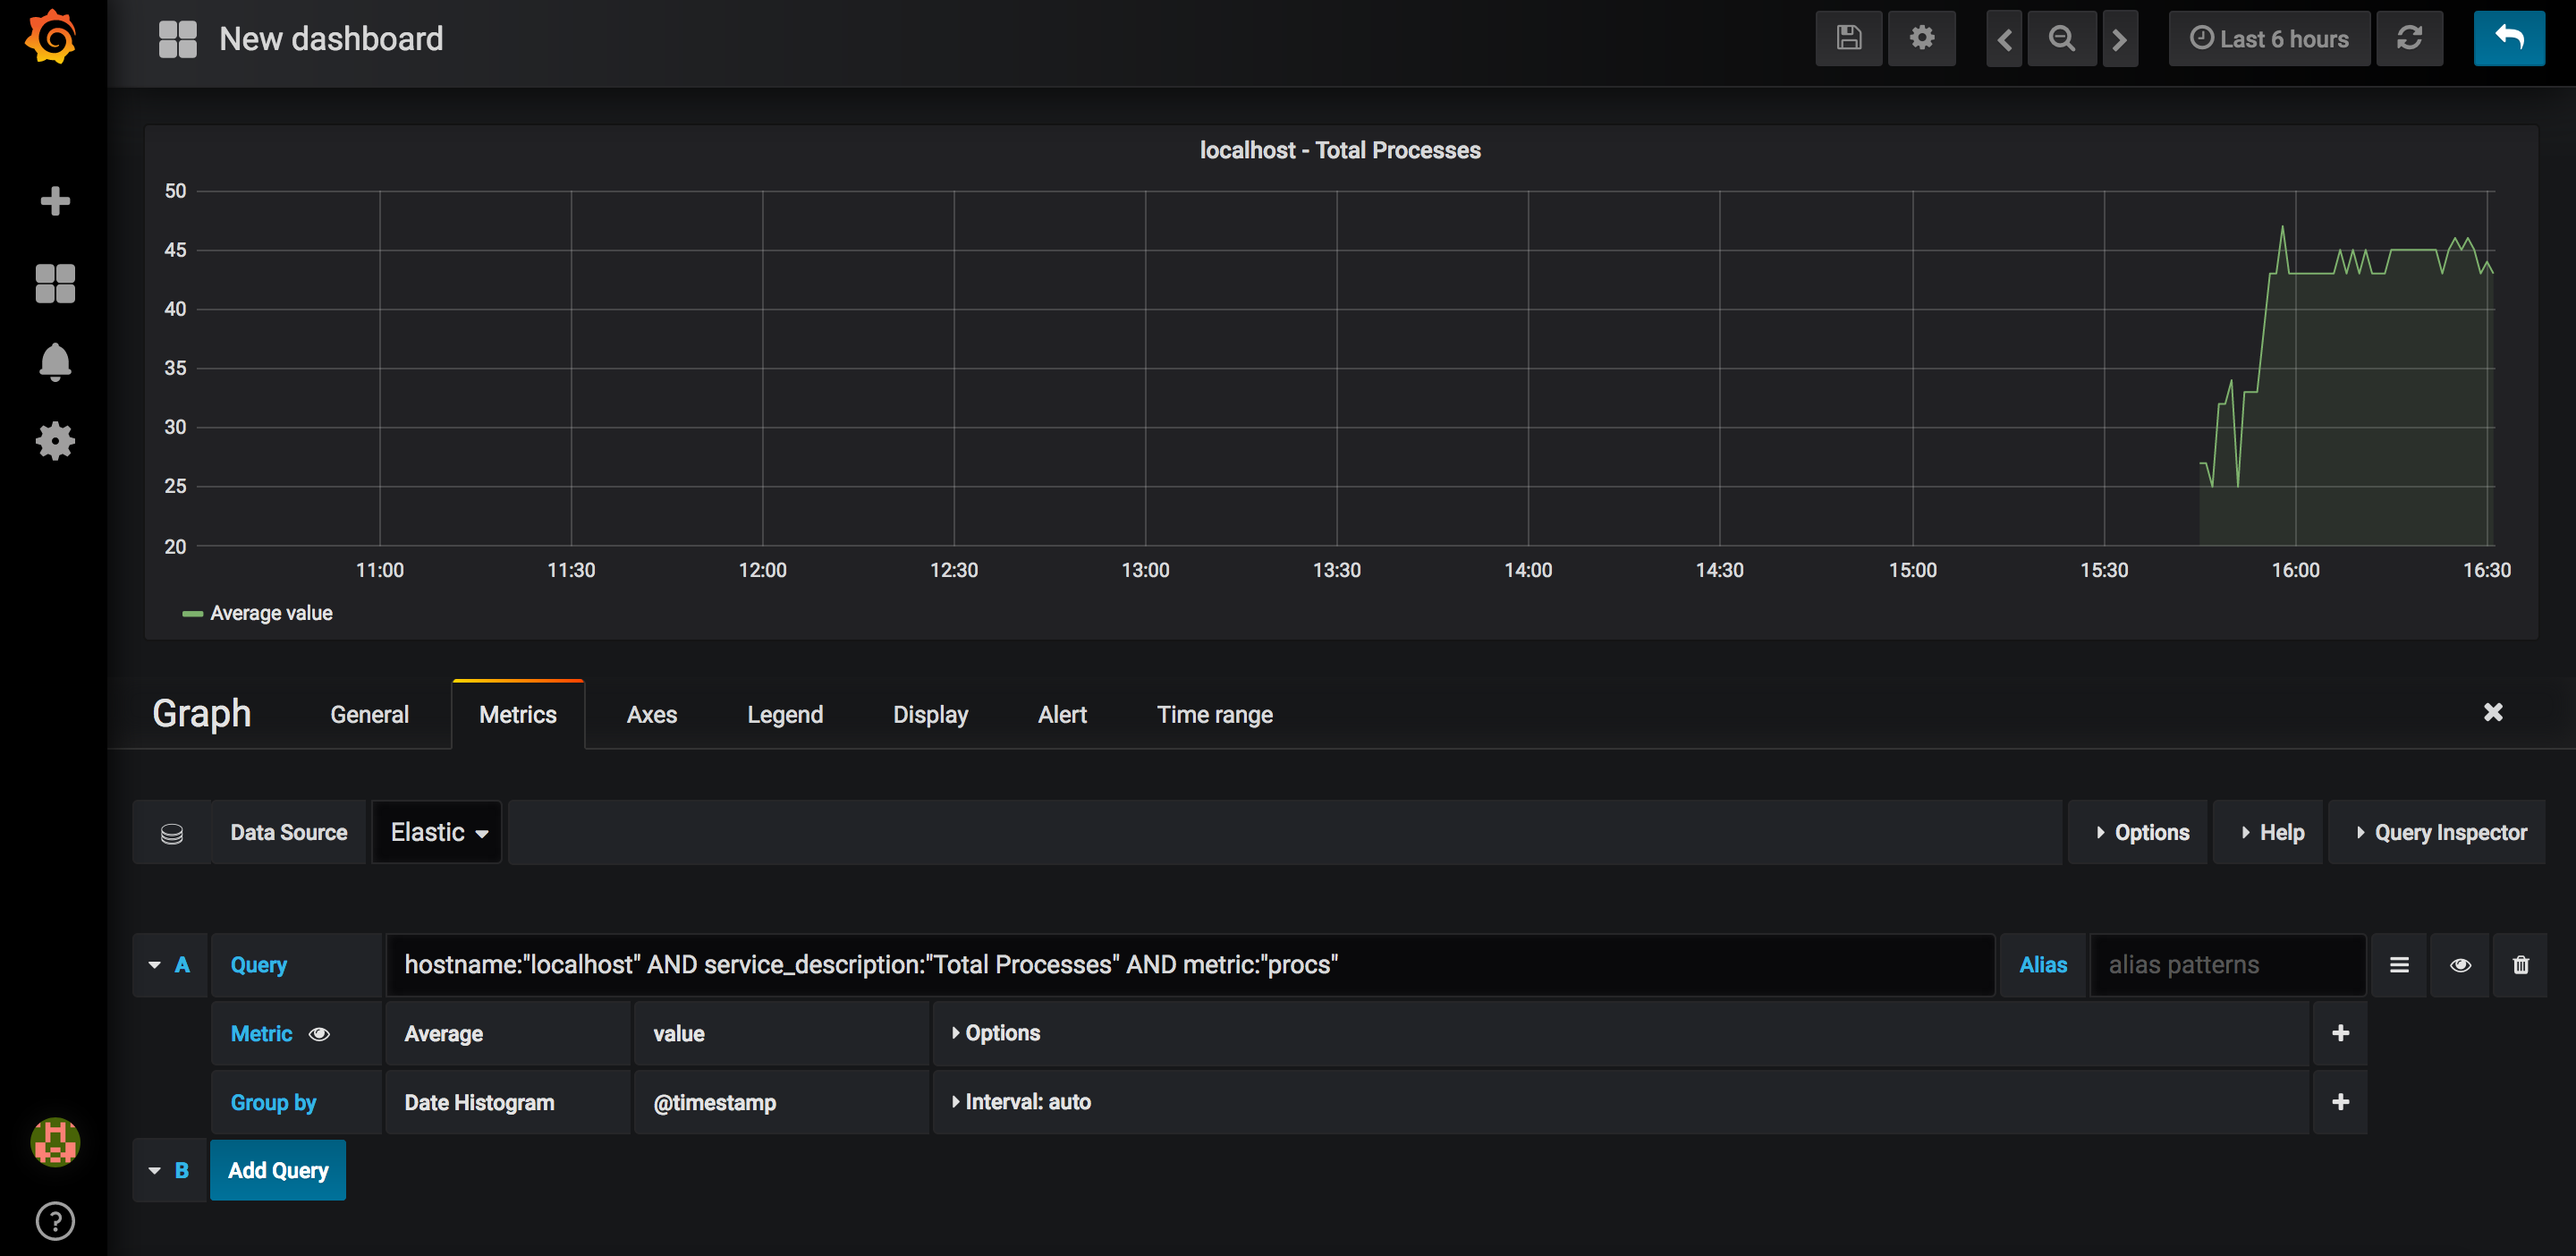 New dashboard
Last 6 hours
localhost - Total Processes
50
45
40
35
30
25
20
11:00 11:30 12:00 12:30 13:00 13:30 14:00 14:30 15:00 15:30 16:00 16:30
Average value
Graph General Metrics Axes Legend Display Alert Time range
Data Source Elastic Options Help Query Inspector
A Query hostname:"localhost" AND service_description:"Total Processes" AND metric:"procs" Alias alias patterns
Metric Average value Options
Group by Date Histogram @timestamp Interval: auto
B Add Query
?